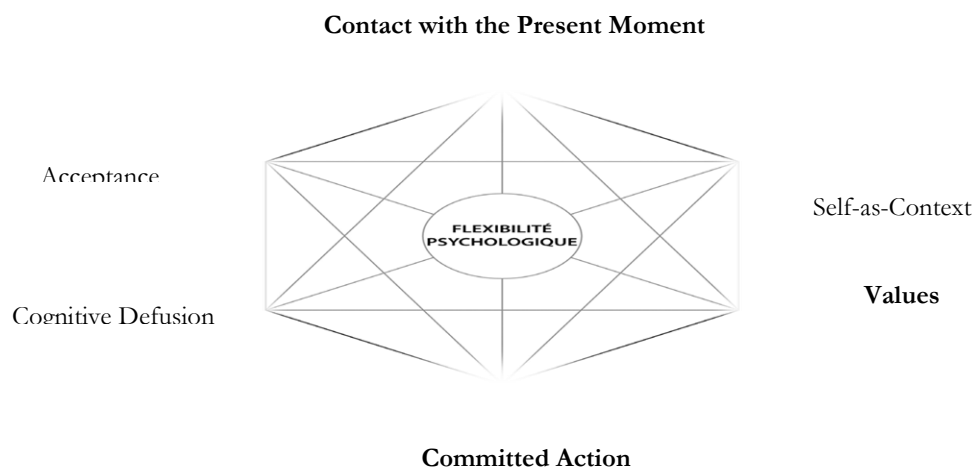 Contact with the Present Moment
Acceptance
Self-as-Context
FLEXIBILITÉ
PSYCHOLOGIQUE
Values
Cognitive Defusion
Committed Action